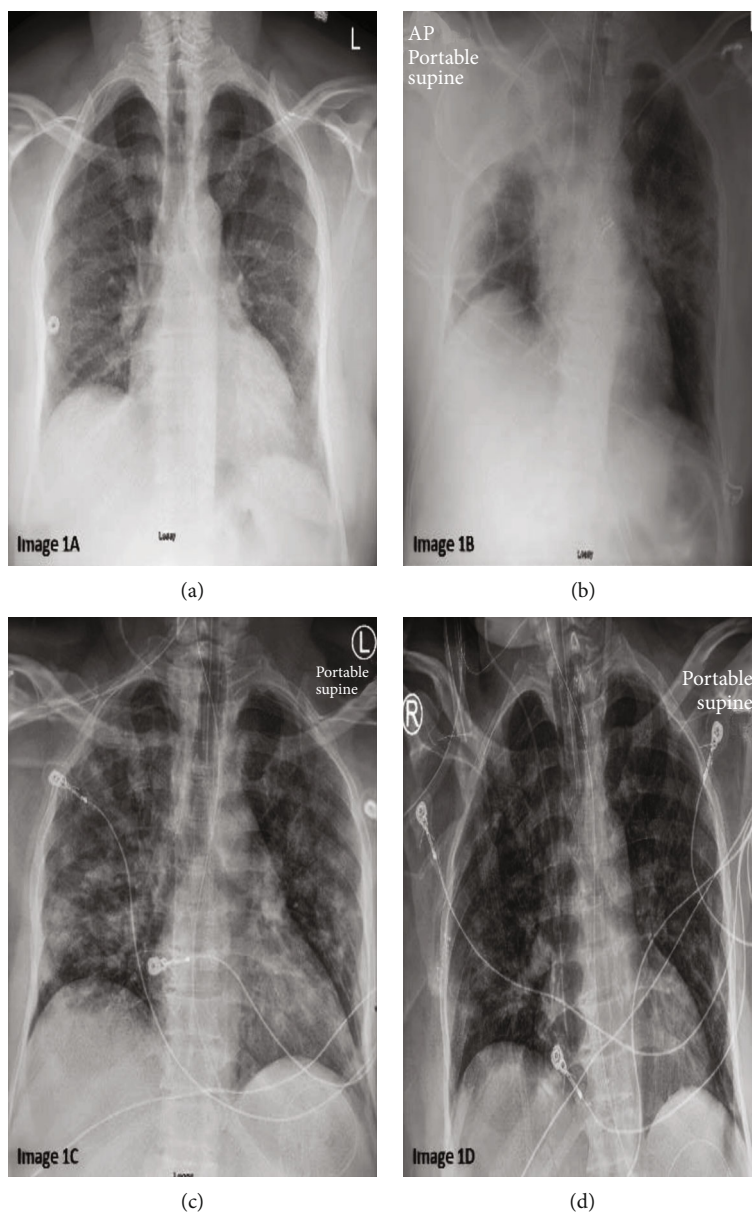 L
AP
Portable
supine
Image 1A
Image 1B
(a)
(b)
L
Portable
supine
Portable
supine
R
Image 1C
Image 1D
(c)
(d)